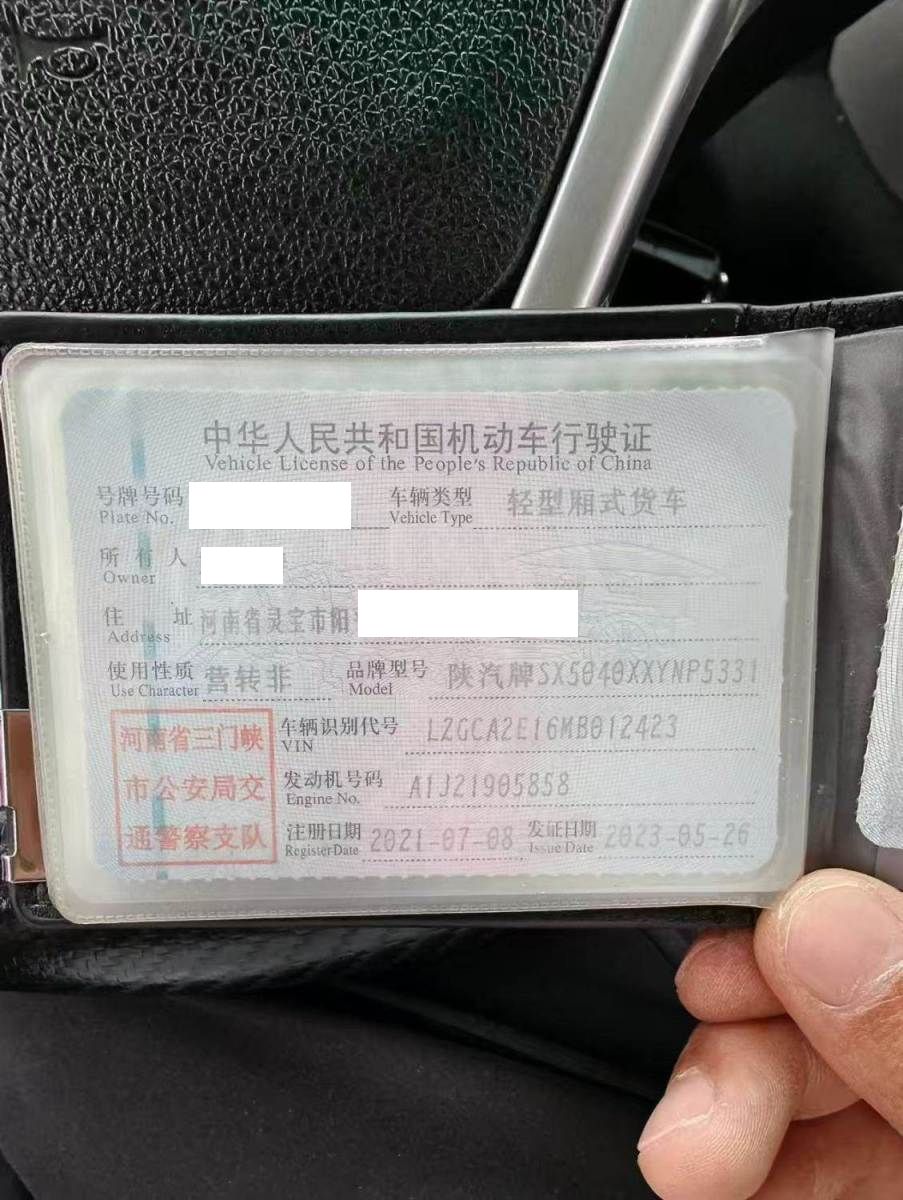 中华人民共和国机动车行驶证
Vehicle License of the People's Republic of China
号牌号码 车辆类型 轻型厢式货车
Plate No. Vehicle Type
所有人
Owner
住址 河南省灵宝市阳
Address
使用性质 营转非 品牌型号 陕汽牌SX5040XXYNP5331
Use Character Model
河南省三门峡
市公安局交
通警察支队
车辆识别代号 LZGCA2E16MB012423
VIN
发动机号码 A1J21905858
Engine No.
注册日期 2021-07-08 发证日期 2023-05-26
Register Date Issue Date